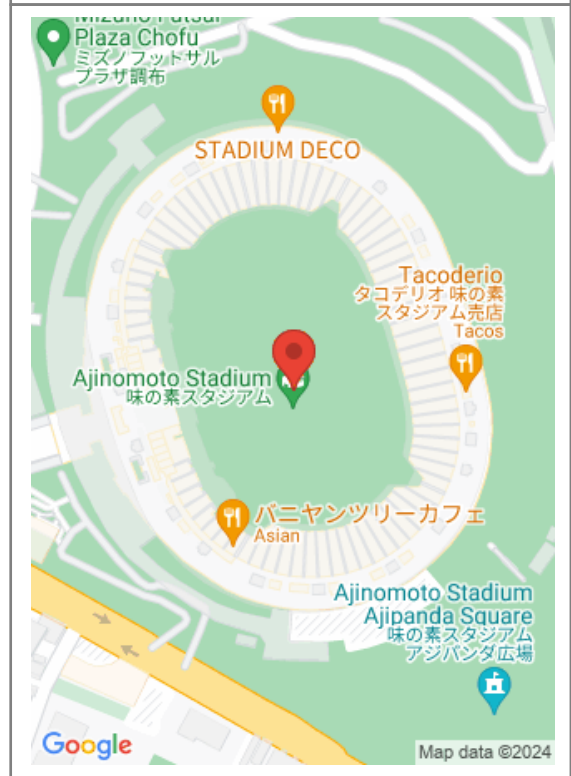 Mizuno Futsal
Plaza Chofu
ミズノフットサル
プラザ調布
STADIUM DECO
Tacoderio
タコデリオ 味の素
スタジアム売店
Tacos
Ajinomoto Stadium
味の素スタジアム
バニヤンツリーカフェ
Asian
Ajinomoto Stadium
Ajipanda Square
味の素スタジアム
アジパンダ広場
Google
Map data ©2024